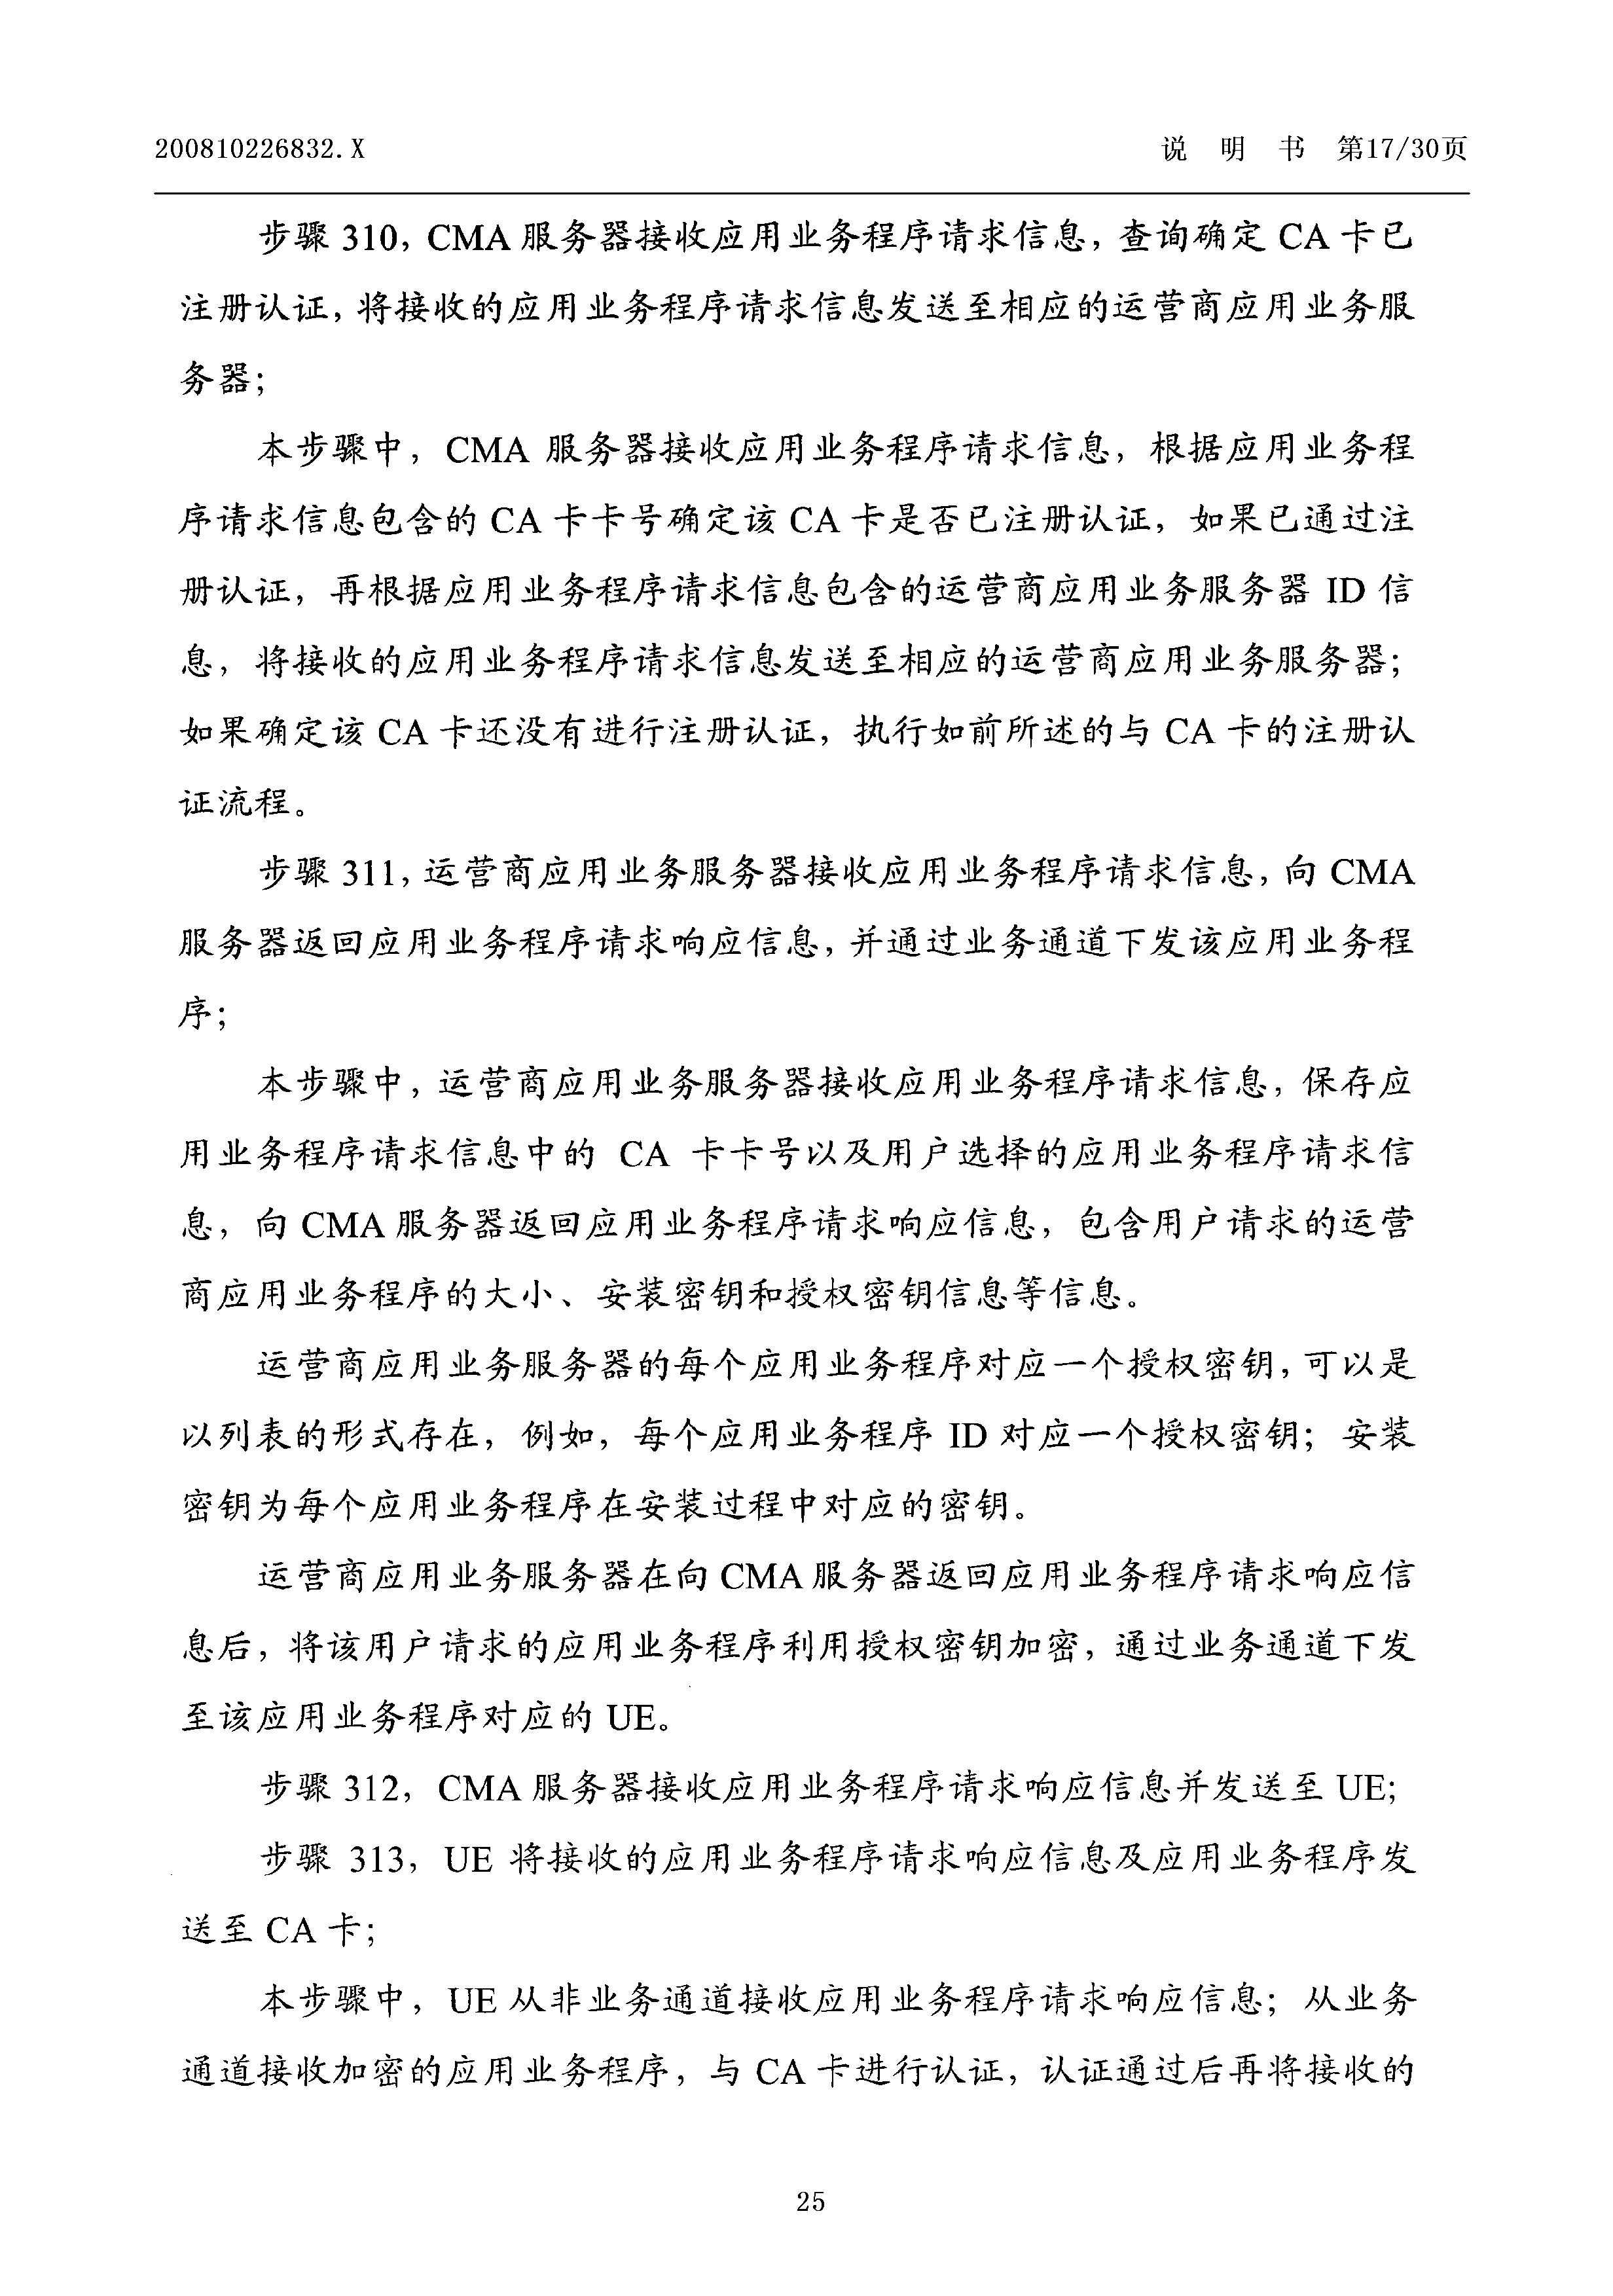 200810226832.X 说 明 书 第17/30页
步骤 310，CMA 服务器接收应用业务程序请求信息，查询确定 CA 卡已
注册认证，将接收的应用业务程序请求信息发送至相应的运营商应用业务服
务器；
本步骤中，CMA 服务器接收应用业务程序请求信息，根据应用业务程
序请求信息包含的 CA 卡卡号确定该 CA 卡是否已注册认证，如果已通过注
册认证，再根据应用业务程序请求信息包含的运营商应用业务服务器 ID 信
息，将接收的应用业务程序请求信息发送至相应的运营商应用业务服务器；
如果确定该 CA 卡还没有进行注册认证，执行如前所述的与 CA 卡的注册认
证流程。
步骤 311，运营商应用业务服务器接收应用业务程序请求信息，向 CMA
服务器返回应用业务程序请求响应信息，并通过业务通道下发该应用业务程
序；
本步骤中，运营商应用业务服务器接收应用业务程序请求信息，保存应
用业务程序请求信息中的 CA 卡卡号以及用户选择的应用业务程序请求信
息，向 CMA 服务器返回应用业务程序请求响应信息，包含用户请求的运营
商应用业务程序的大小、安装密钥和授权密钥信息等信息。
运营商应用业务服务器的每个应用业务程序对应一个授权密钥，可以是
以列表的形式存在，例如，每个应用业务程序 ID 对应一个授权密钥；安装
密钥为每个应用业务程序在安装过程中对应的密钥。
运营商应用业务服务器在向 CMA 服务器返回应用业务程序请求响应信
息后，将该用户请求的应用业务程序利用授权密钥加密，通过业务通道下发
至该应用业务程序对应的 UE。
步骤 312，CMA 服务器接收应用业务程序请求响应信息并发送至 UE；
步骤 313，UE 将接收的应用业务程序请求响应信息及应用业务程序发
送至 CA 卡；
本步骤中，UE 从非业务通道接收应用业务程序请求响应信息；从业务
通道接收加密的应用业务程序，与 CA 卡进行认证，认证通过后再将接收的
25